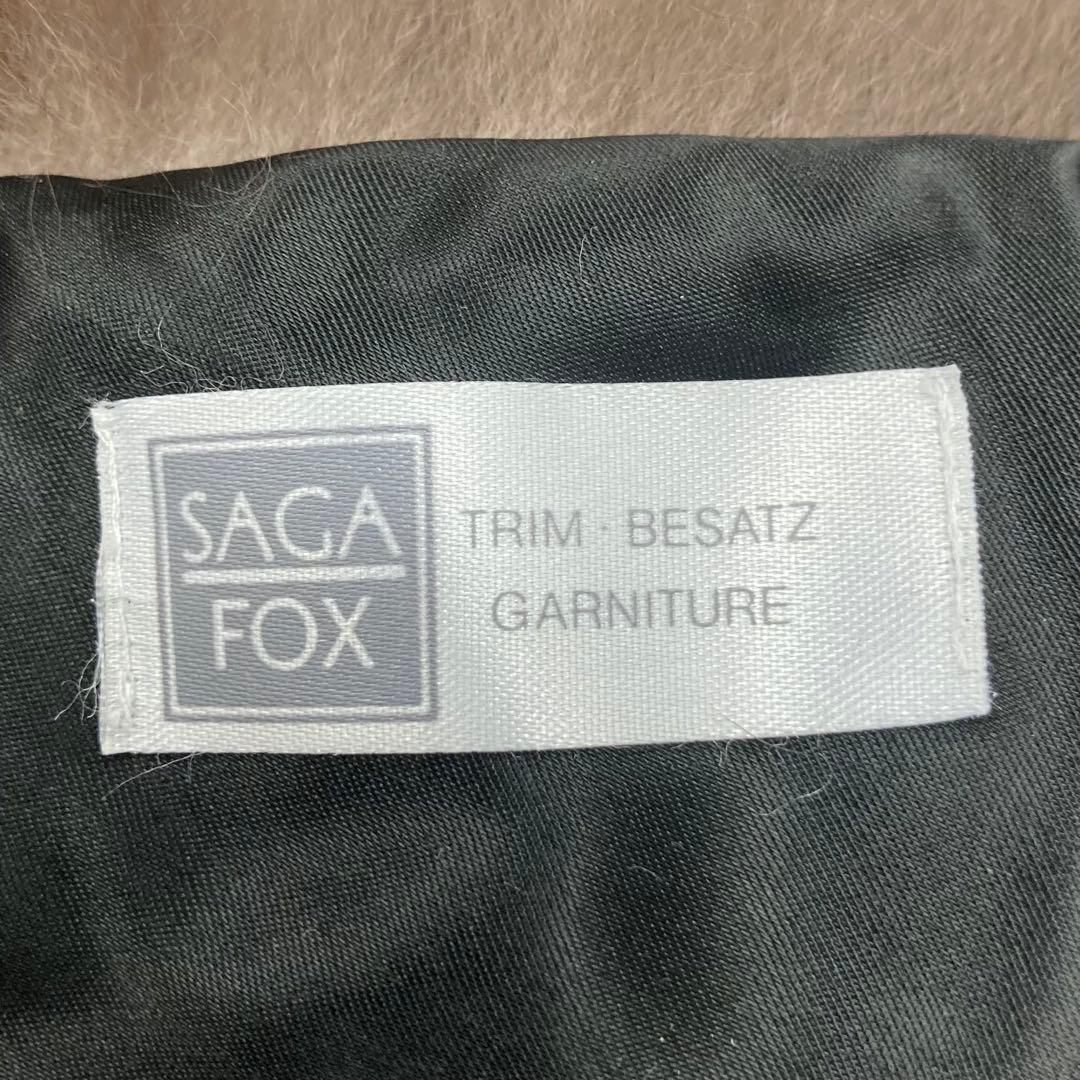 SAGA
FOX
TRIM · BESATZ
GARNITURE